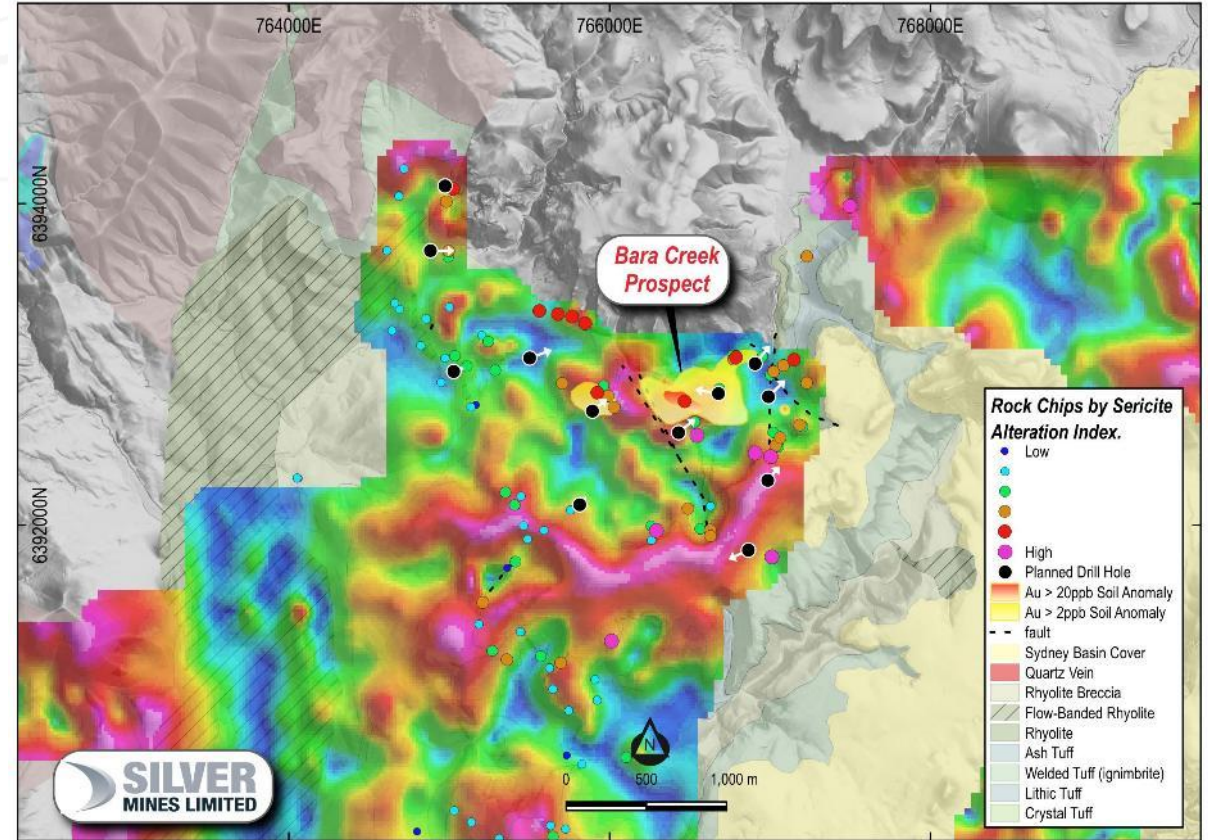 764000E
766000E
768000E
6394000N
6392000N
Bara Creek
Prospect
Rock Chips by Sericite
Alteration Index.
Low
High
Planned Drill Hole
Au > 20ppb Soil Anomaly
Au > 2ppb Soil Anomaly
fault
Sydney Basin Cover
Quartz Vein
Rhyolite Breccia
Flow-Banded Rhyolite
Rhyolite
Ash Tuff
Welded Tuff (ignimbrite)
Lithic Tuff
Crystal Tuff
N
0 500 1,000 m
SILVER
MINES LIMITED